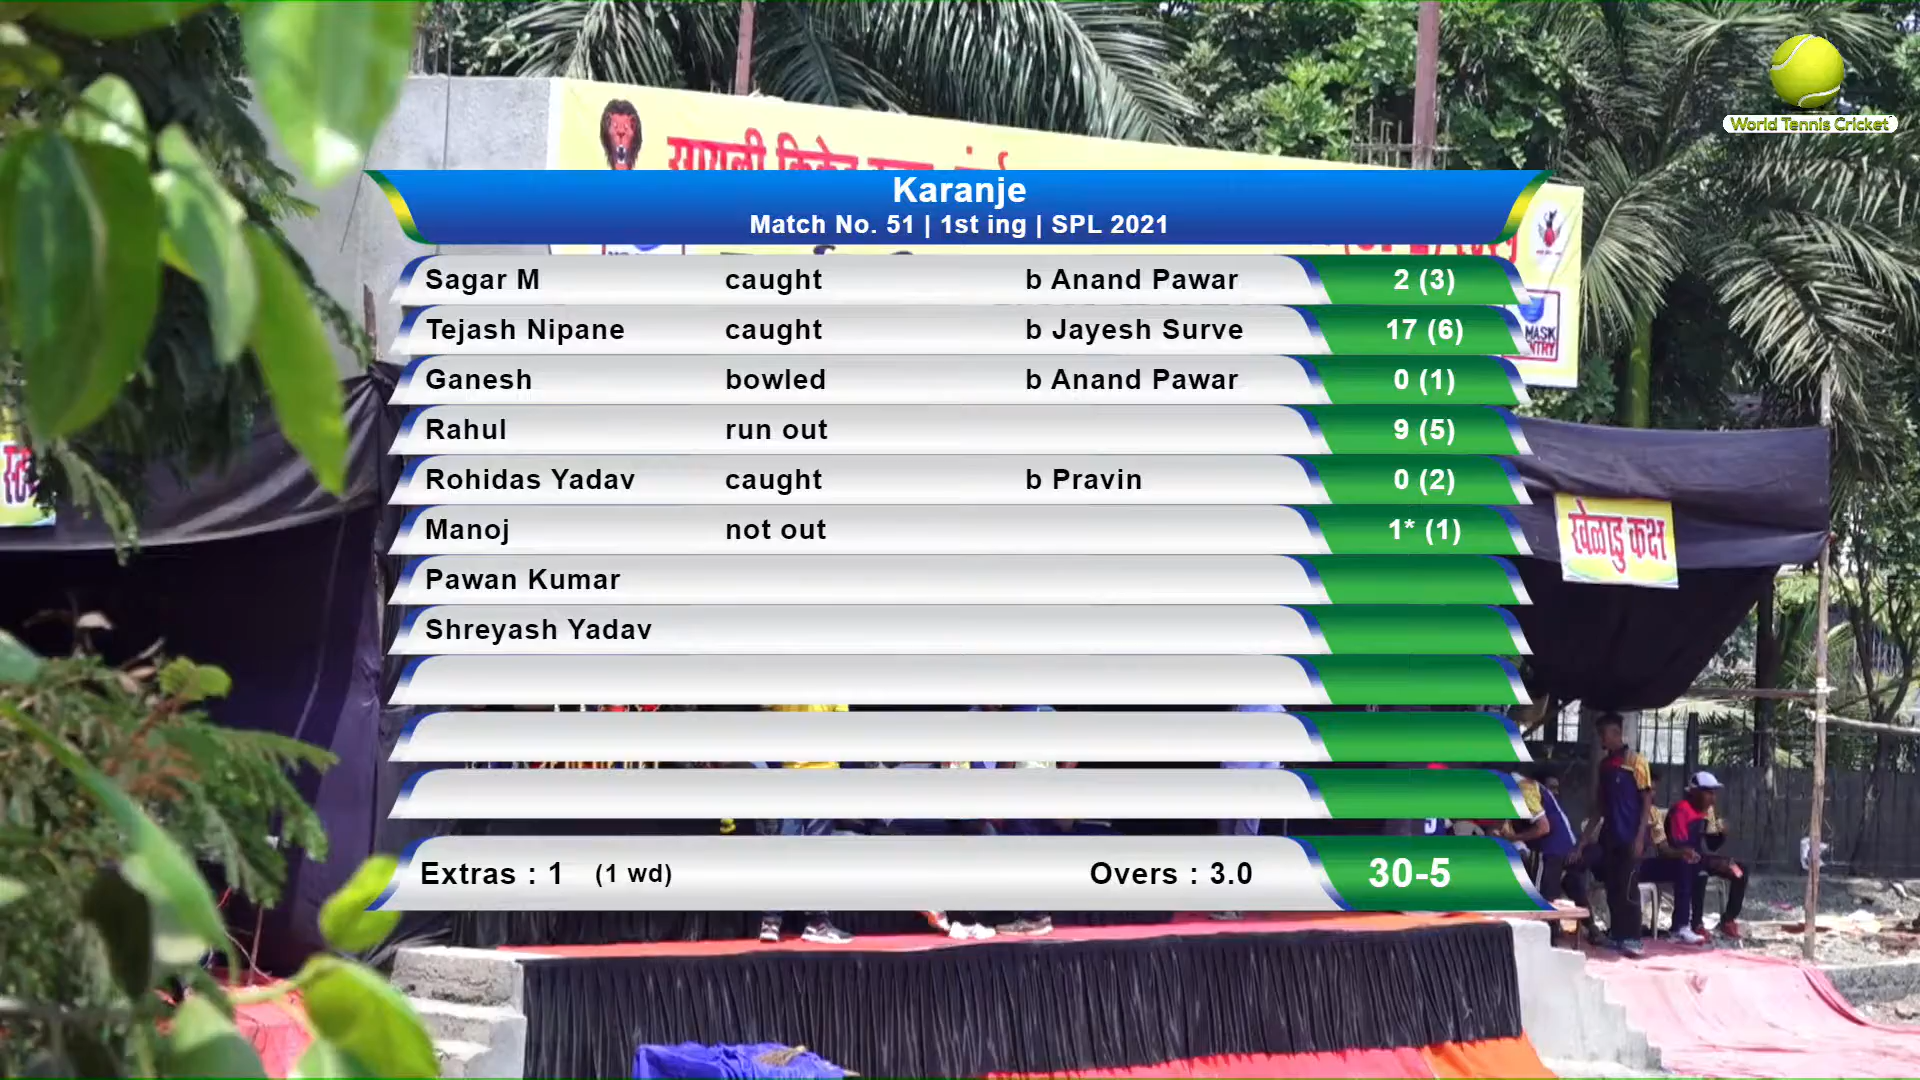 World Tennis Cricket
Karanje
Match No. 51 | 1st ing | SPL 2021
Sagar M caught b Anand Pawar 2 (3)
Tejash Nipane caught b Jayesh Surve 17 (6)
Ganesh bowled b Anand Pawar 0 (1)
Rahul run out 9 (5)
Rohidas Yadav caught b Pravin 0 (2)
Manoj not out 1* (1)
Pawan Kumar
Shreyash Yadav
Extras : 1 (1 wd) Overs : 3.0 30-5
MASK
खेळाडु कक्ष